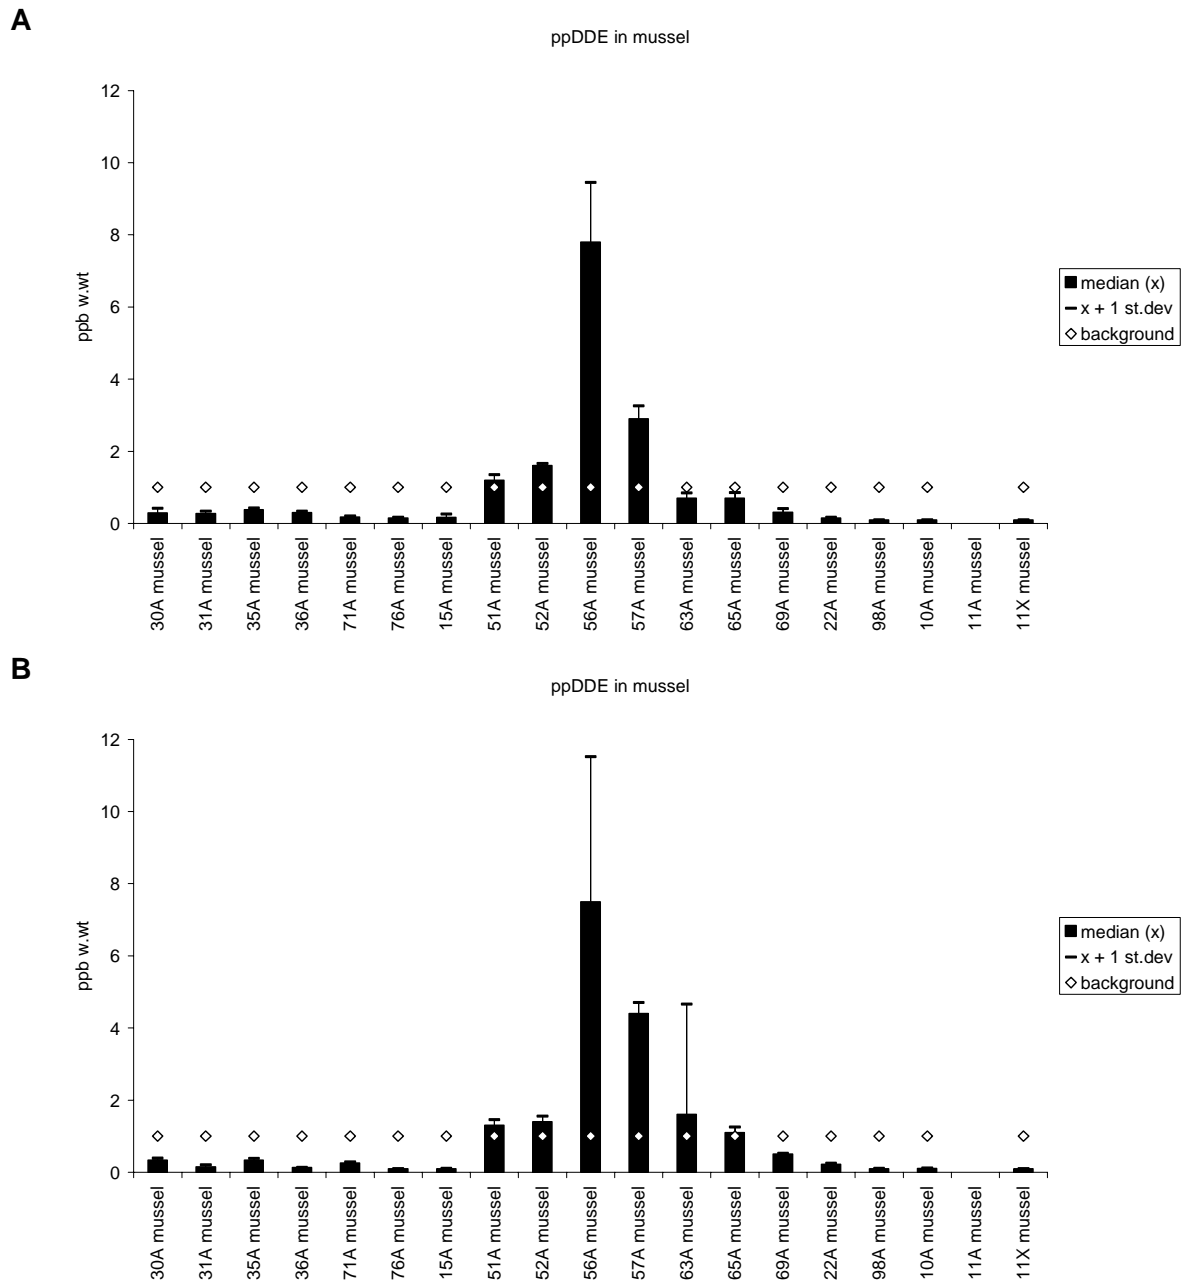 A
ppDDE in mussel
12
10
8
6
4
2
0
ppb w.wt
median (x)
x + 1 st.dev
background
30A mussel
31A mussel
35A mussel
36A mussel
71A mussel
76A mussel
15A mussel
51A mussel
52A mussel
56A mussel
57A mussel
63A mussel
65A mussel
69A mussel
22A mussel
98A mussel
10A mussel
11A mussel
11X mussel
B
ppDDE in mussel
12
10
8
6
4
2
0
ppb w.wt
median (x)
x + 1 st.dev
background
30A mussel
31A mussel
35A mussel
36A mussel
71A mussel
76A mussel
15A mussel
51A mussel
52A mussel
56A mussel
57A mussel
63A mussel
65A mussel
69A mussel
22A mussel
98A mussel
10A mussel
11A mussel
11X mussel